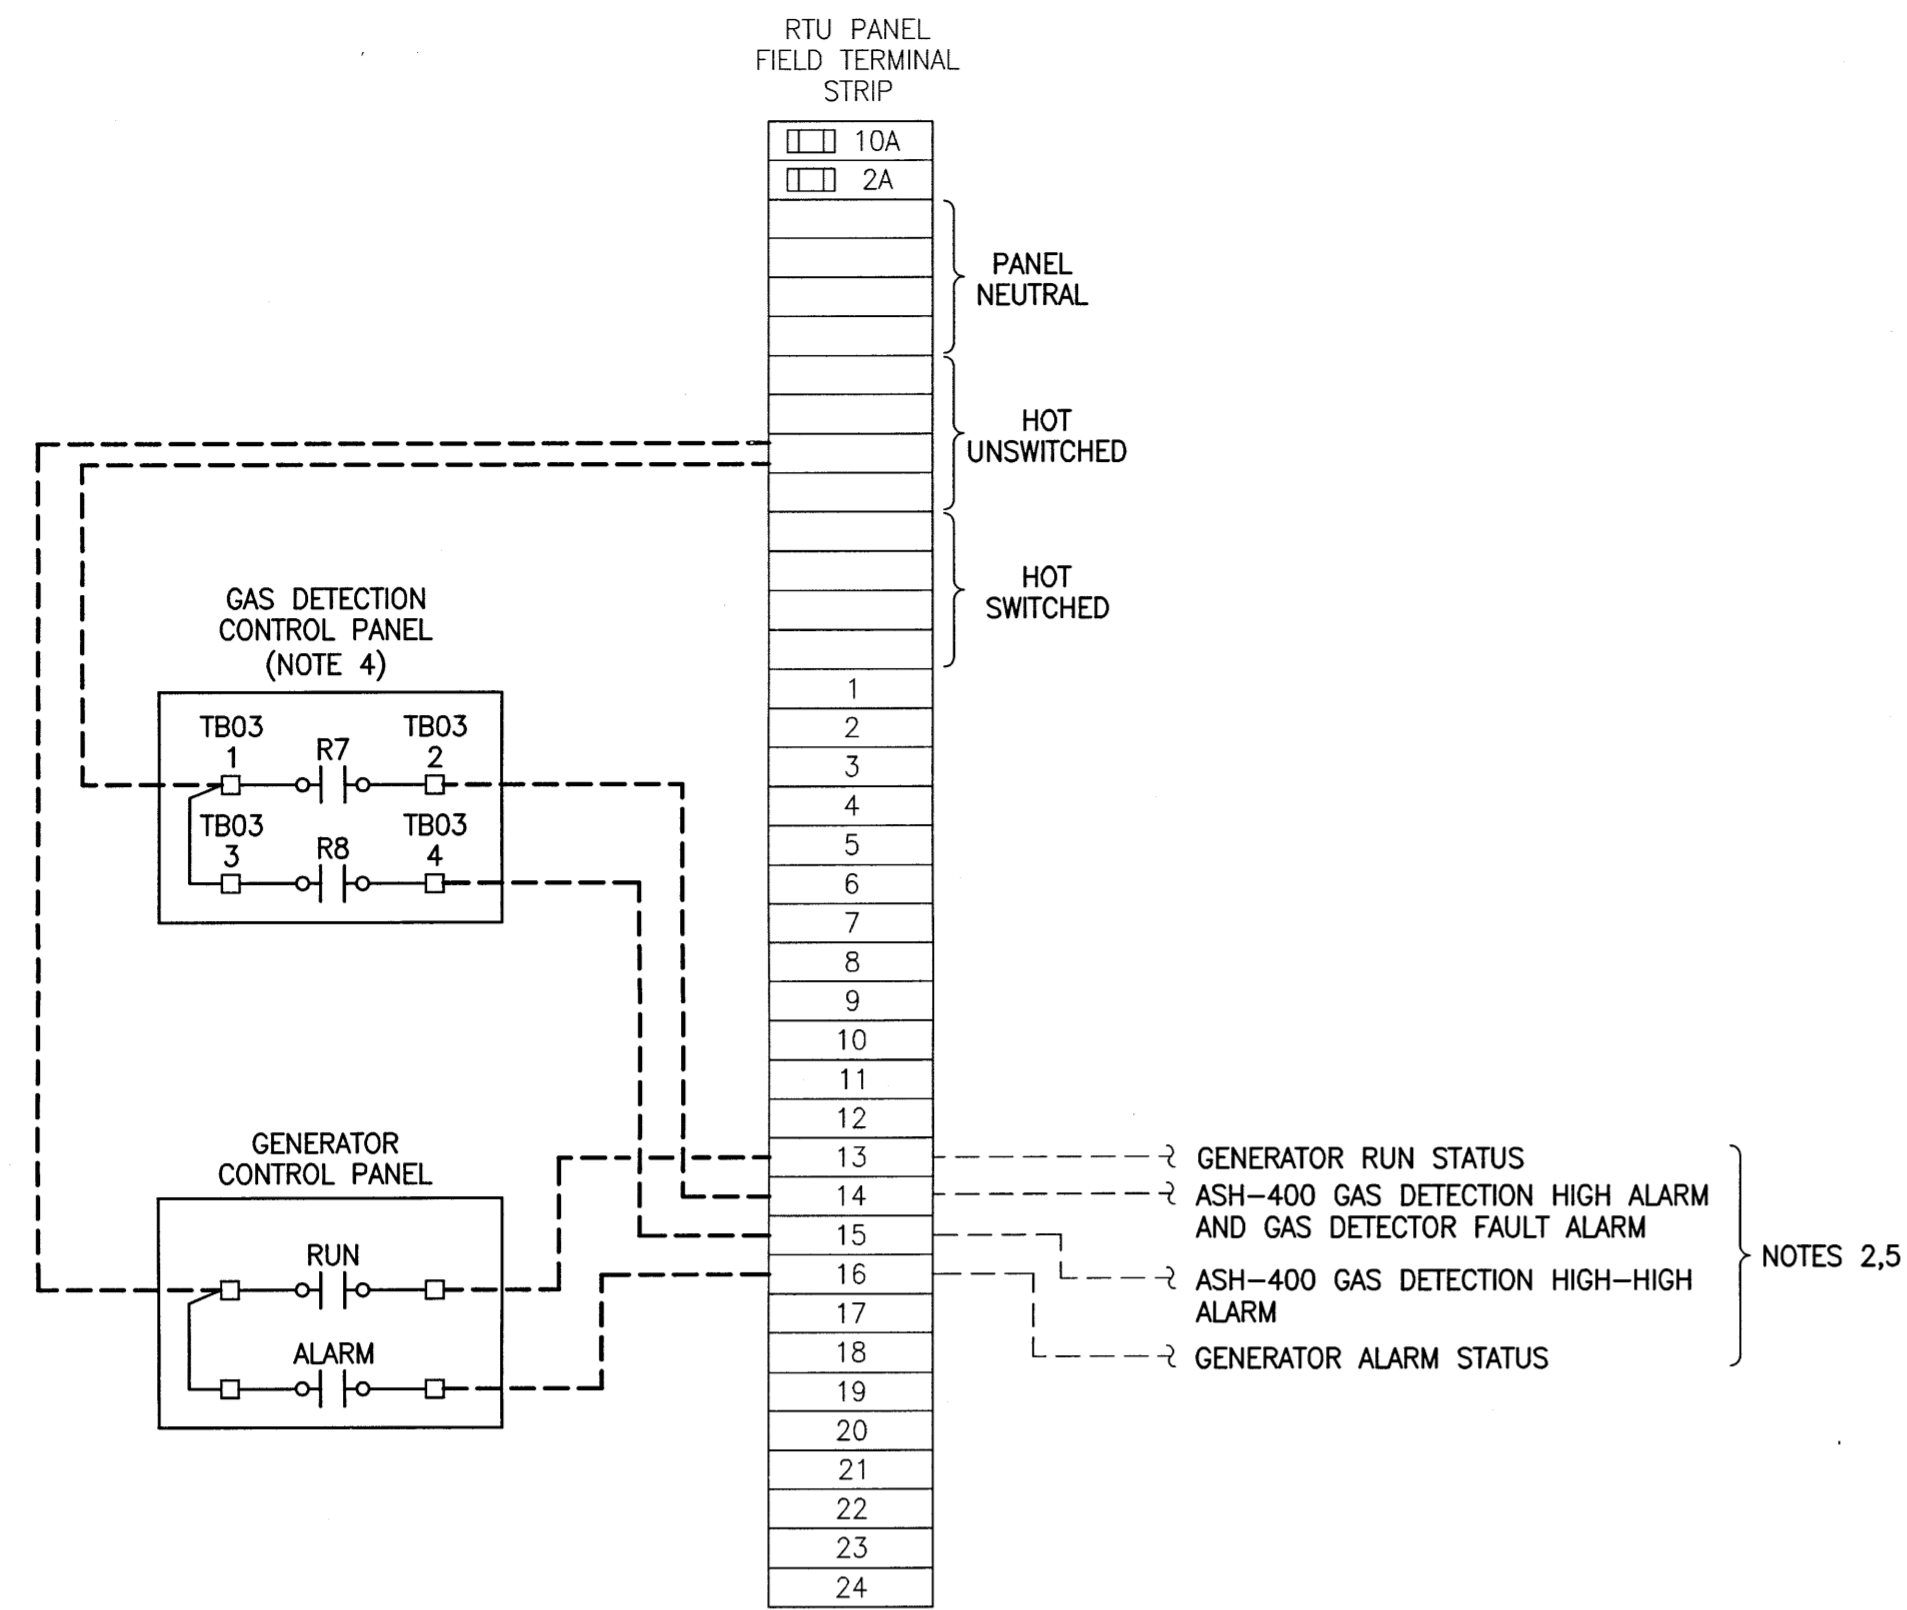 RTU PANEL
FIELD TERMINAL
STRIP
10A
2A
PANEL
NEUTRAL
HOT
UNSWITCHED
HOT
SWITCHED
GAS DETECTION
CONTROL PANEL
(NOTE 4)
TB03
1
R7
TB03
2
TB03
3
R8
TB03
4
GENERATOR
CONTROL PANEL
RUN
ALARM
1
2
3
4
5
6
7
8
9
10
11
12
13
14
15
16
17
18
19
20
21
22
23
24
GENERATOR RUN STATUS
ASH-400 GAS DETECTION HIGH ALARM
AND GAS DETECTOR FAULT ALARM
ASH-400 GAS DETECTION HIGH-HIGH
ALARM
GENERATOR ALARM STATUS
NOTES 2,5